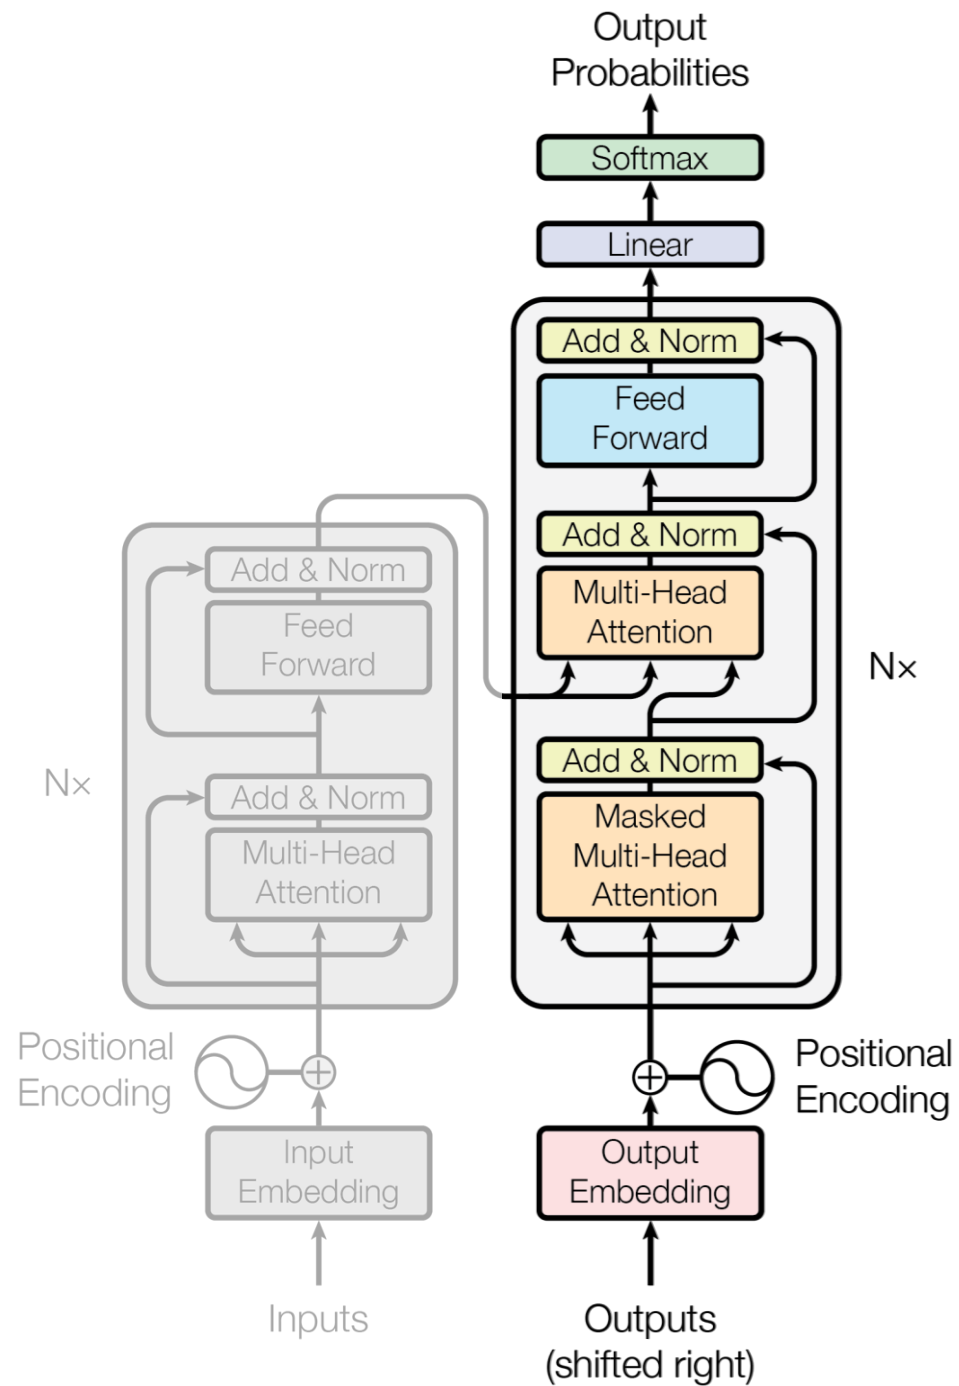 Output
Probabilities
Softmax
Linear
Add & Norm
Feed
Forward
Add & Norm
Multi-Head
Attention
Nx
Add & Norm
Masked
Multi-Head
Attention
Positional
Encoding
Output
Embedding
Outputs
(shifted right)
Add & Norm
Feed
Forward
Nx
Add & Norm
Multi-Head
Attention
Positional
Encoding
Input
Embedding
Inputs